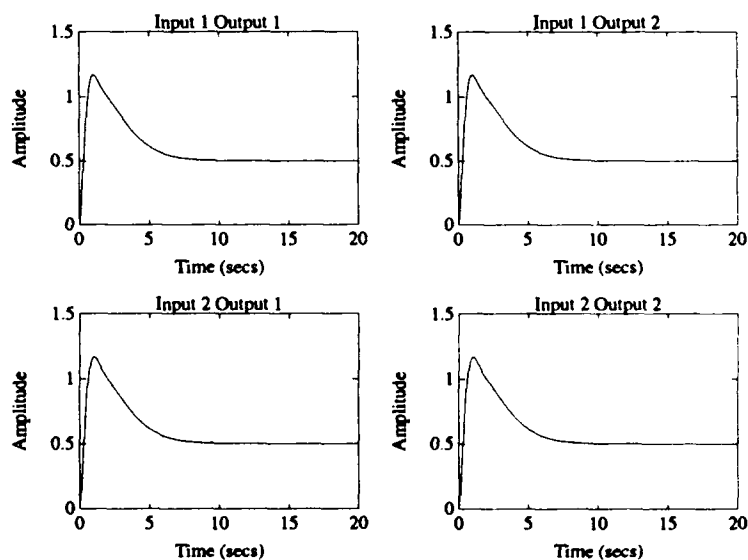 Input 1 Output 1
1.5
1
0.5
0
Amplitude
0 5 10 15 20
Time (secs)
Input 1 Output 2
1.5
1
0.5
0
Amplitude
0 5 10 15 20
Time (secs)
Input 2 Output 1
1.5
1
0.5
0
Amplitude
0 5 10 15 20
Time (secs)
Input 2 Output 2
1.5
1
0.5
0
Amplitude
0 5 10 15 20
Time (secs)